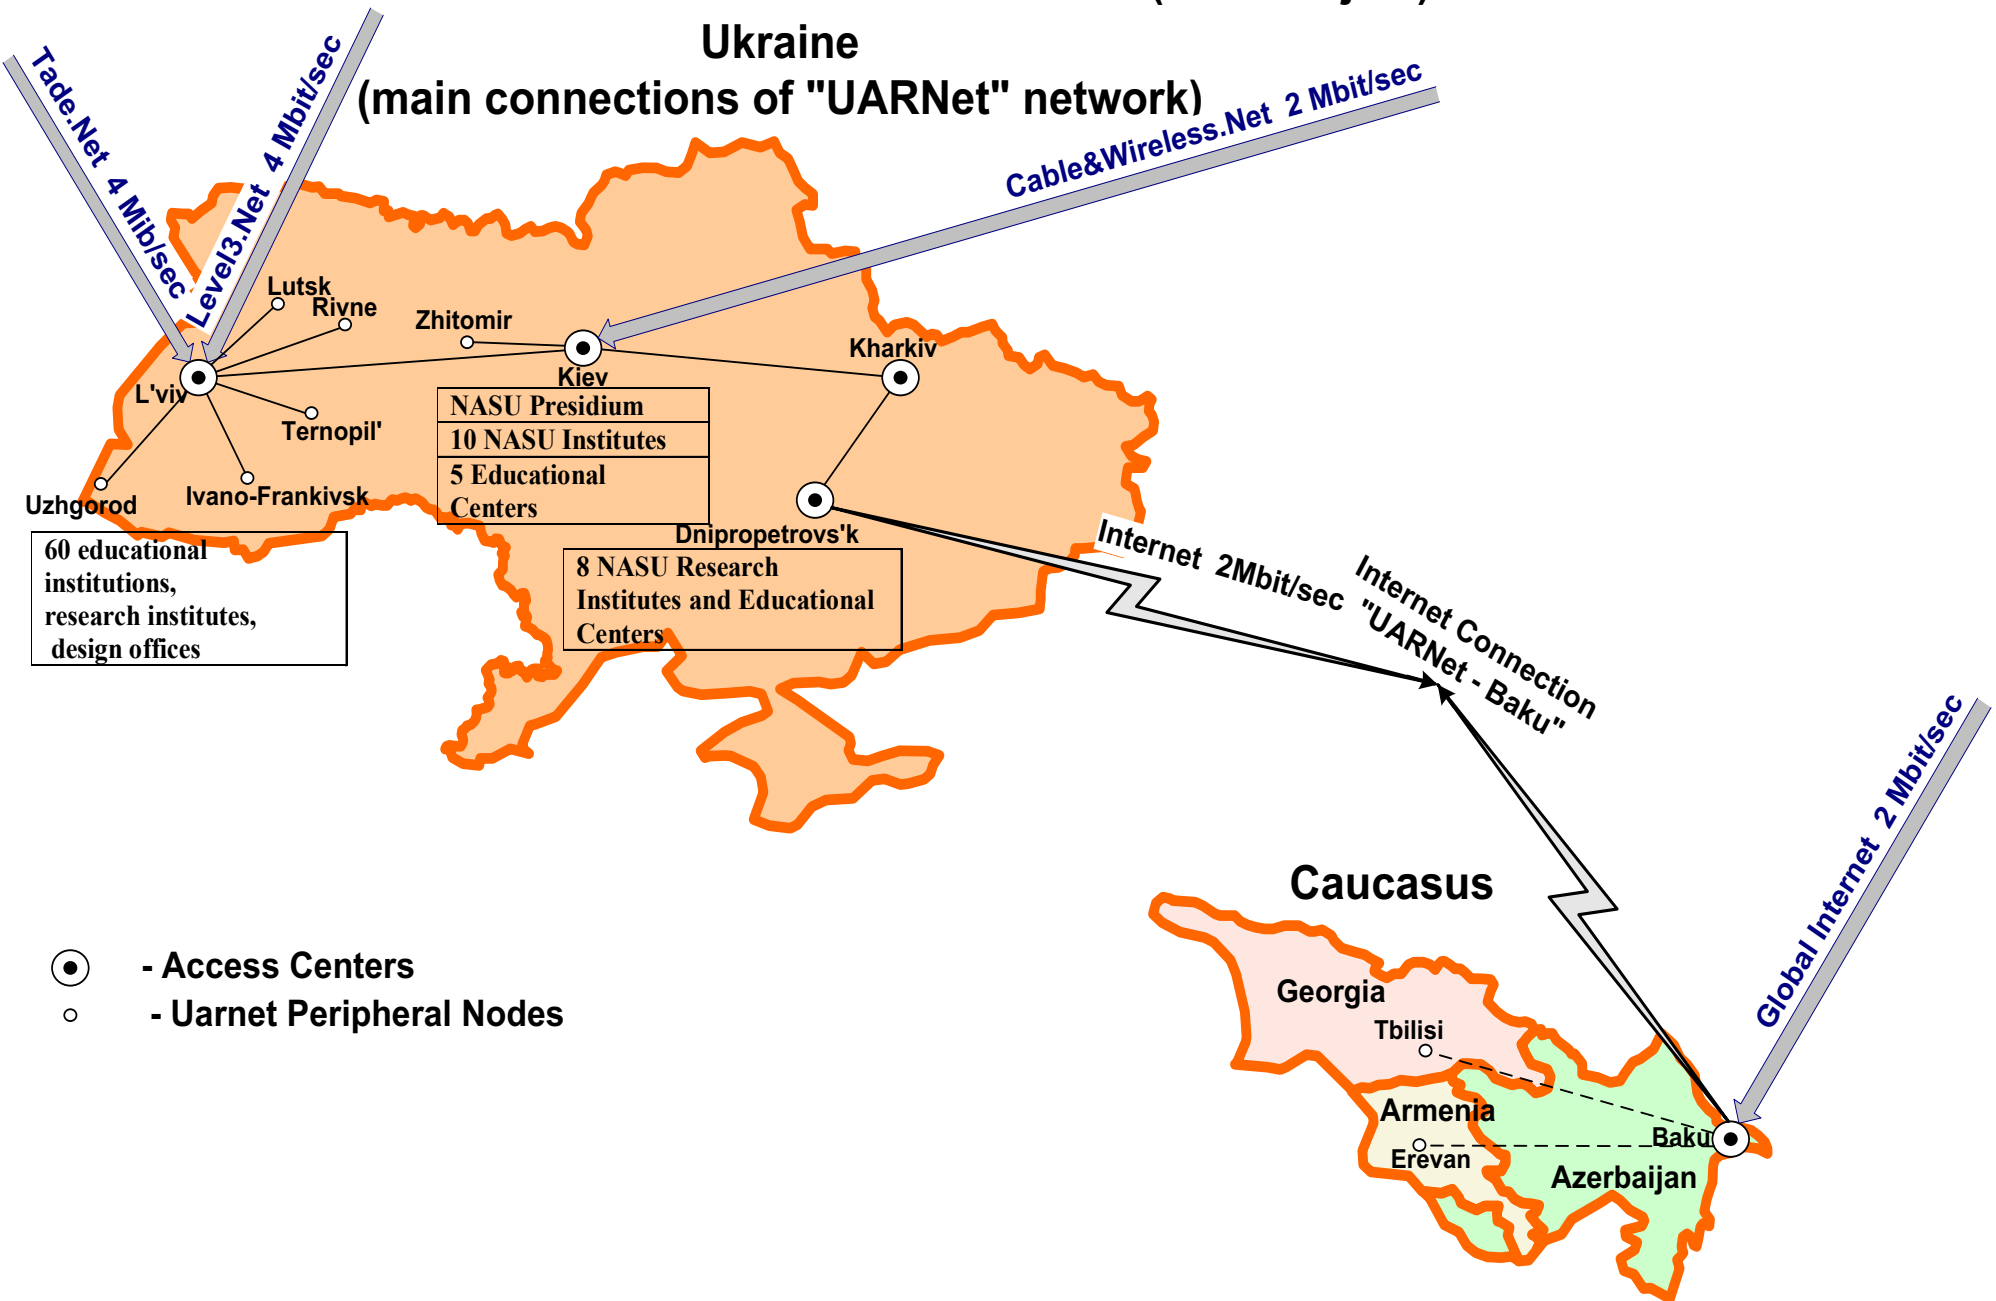 Ukraine
(main connections of "UARNet" network)
Tade.Net 4 Mib/sec
Level3.Net 4 Mbit/sec
Cable&Wireless.Net 2 Mbit/sec
Lutsk
Rivne
Zhitomir
Kharkiv
Kiev
L'viv
NASU Presidium
10 NASU Institutes
5 Educational
Centers
Ternopil'
Ivano-Frankivsk
Uzhgorod
60 educational
institutions,
research institutes,
design offices
Dnipropetrovs'k
8 NASU Research
Institutes and Educational
Centers
Internet 2Mbit/sec
Internet Connection
"UARNet - Baku"
Global Internet 2 Mbit/sec
Caucasus
- Access Centers
- Uarnet Peripheral Nodes
Georgia
Tbilisi
Armenia
Erevan
Baku
Azerbaijan